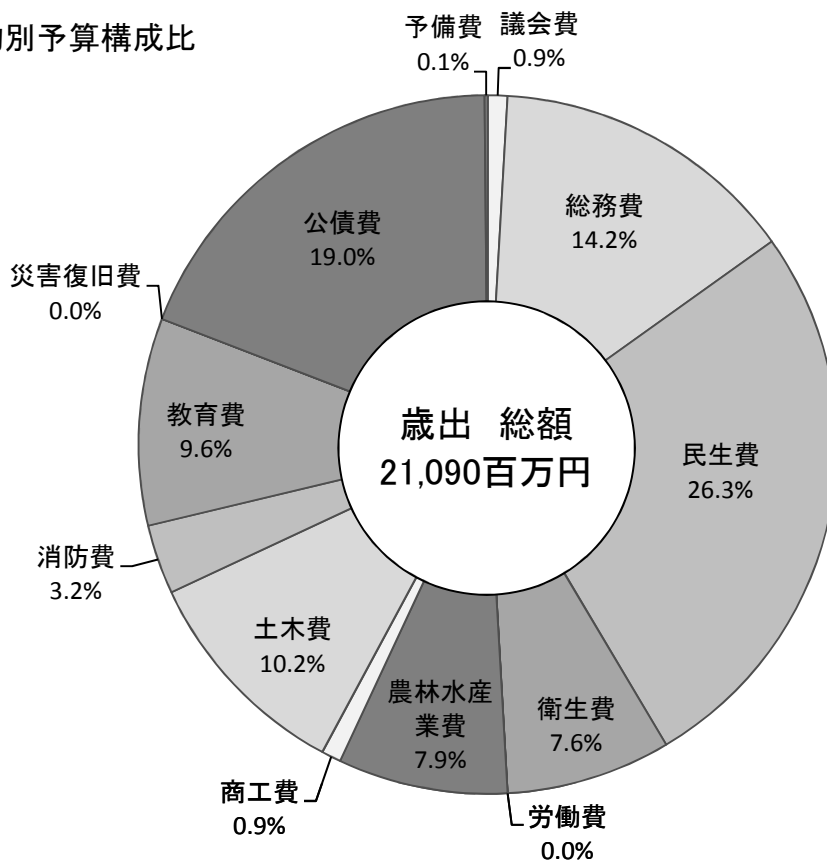 別予算構成比
予備費
0.1%
議会費
0.9%
総務費
14.2%
民生費
26.3%
衛生費
7.6%
労働費
0.0%
農林水産
業費
7.9%
商工費
0.9%
土木費
10.2%
消防費
3.2%
教育費
9.6%
災害復旧費
0.0%
公債費
19.0%
歳出 総額
21,090百万円